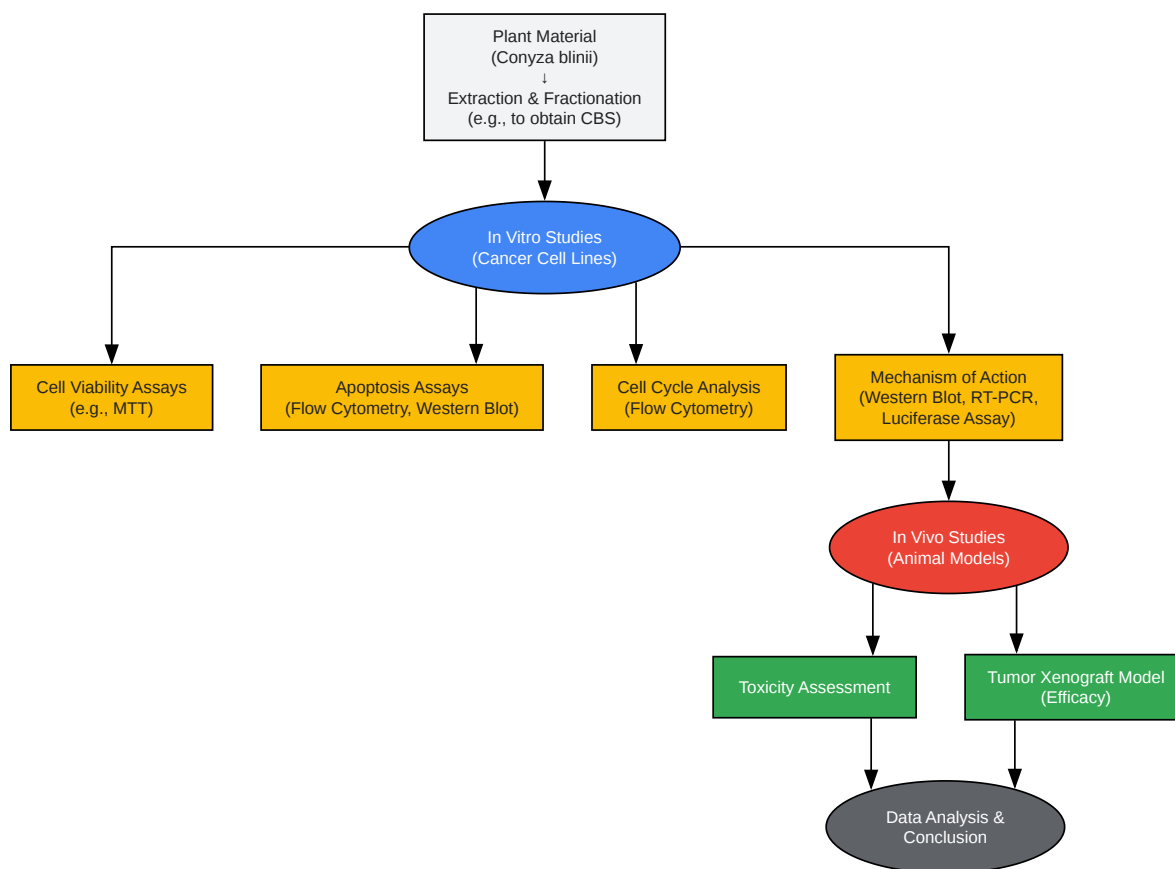 Plant Material
(Conyza blinii)
↓
Extraction & Fractionation
(e.g., to obtain CBS)
In Vitro Studies
(Cancer Cell Lines)
Cell Viability Assays
(e.g., MTT)
Apoptosis Assays
(Flow Cytometry, Western Blot)
Cell Cycle Analysis
(Flow Cytometry)
Mechanism of Action
(Western Blot, RT-PCR,
Luciferase Assay)
In Vivo Studies
(Animal Models)
Toxicity Assessment
Tumor Xenograft Model
(Efficacy)
Data Analysis &
Conclusion